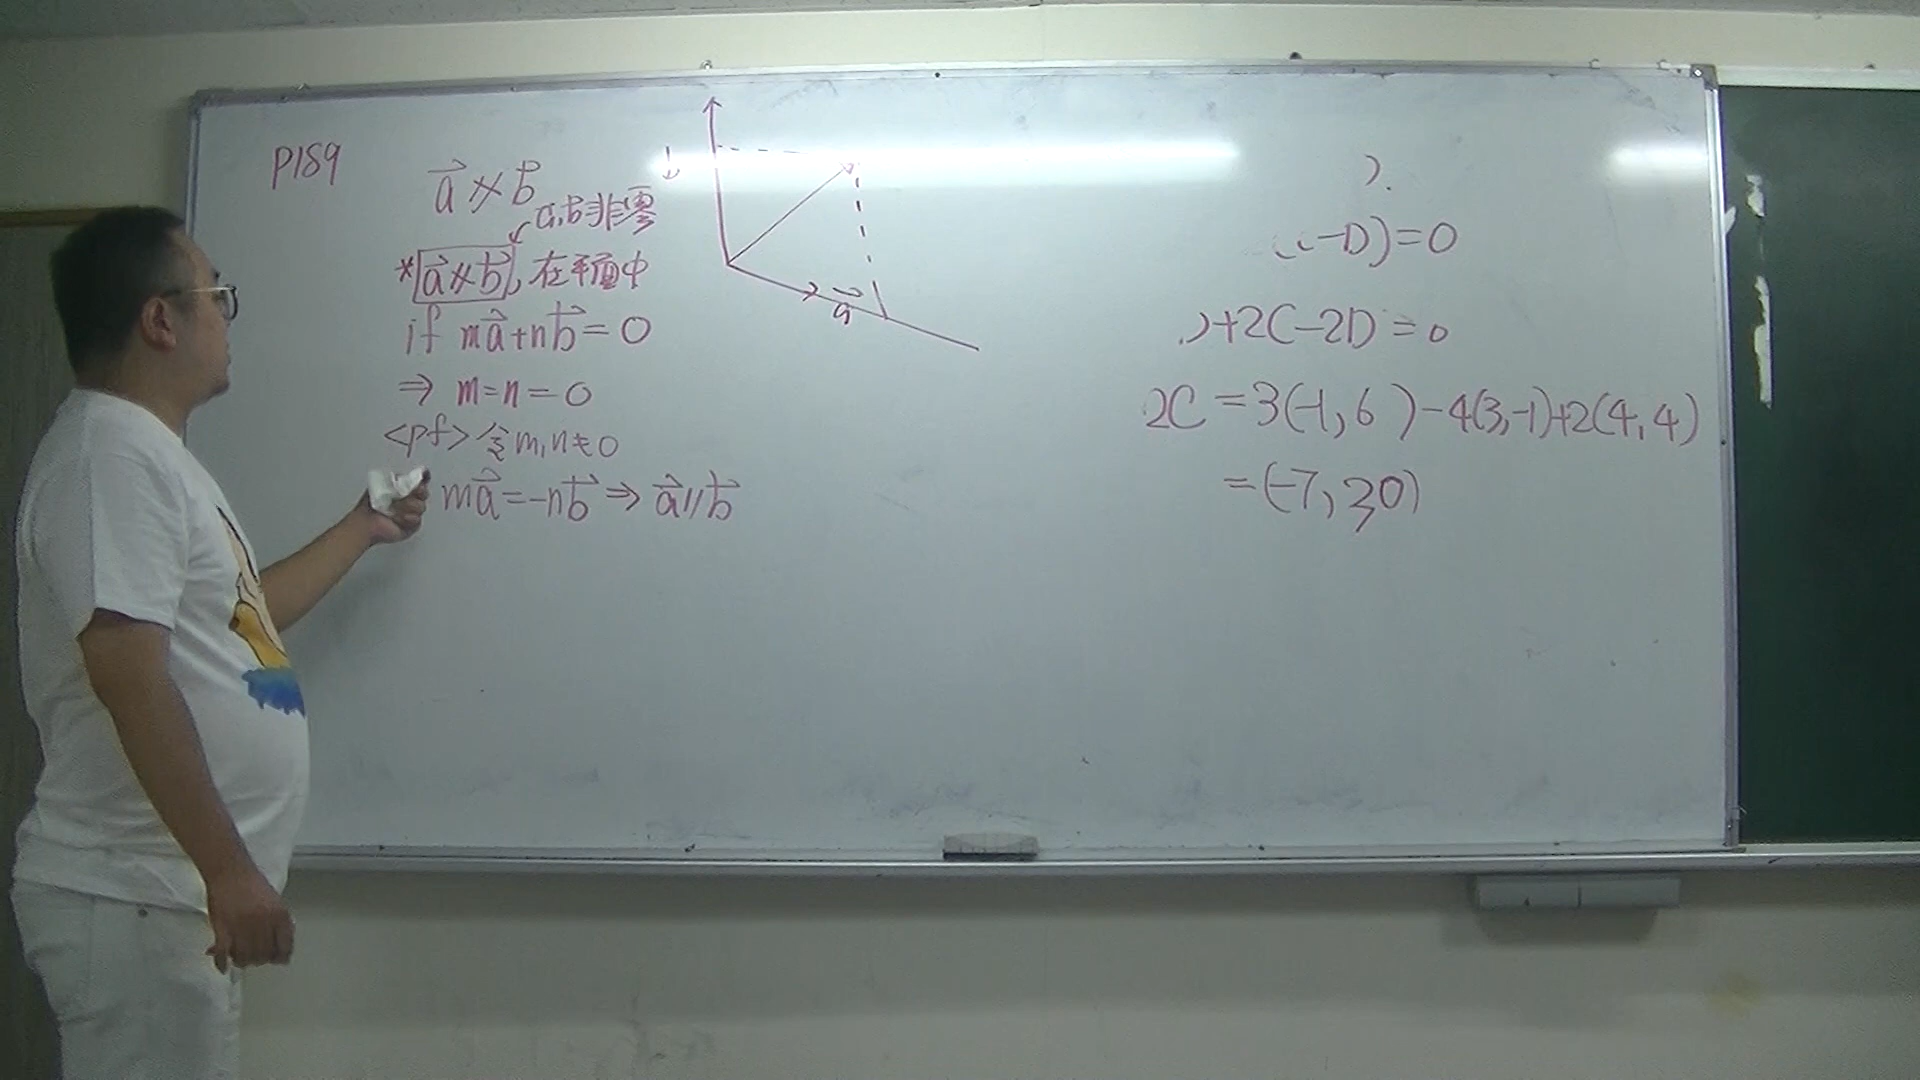 P189
a⃗ ∦ b⃗
a⃗,b⃗非零
*a⃗ ∦ b⃗, 在平面中
if ma⃗+nb⃗=0
⇒ m=n=0
<pf> 令m,n≠0
ma⃗=-nb⃗ ⇒ a⃗//b⃗
b
a⃗
).
-D)=0
)+2C-2D=0
2C=3(-1,6)-4(3,-1)+2(4,4)
=(-7,30)